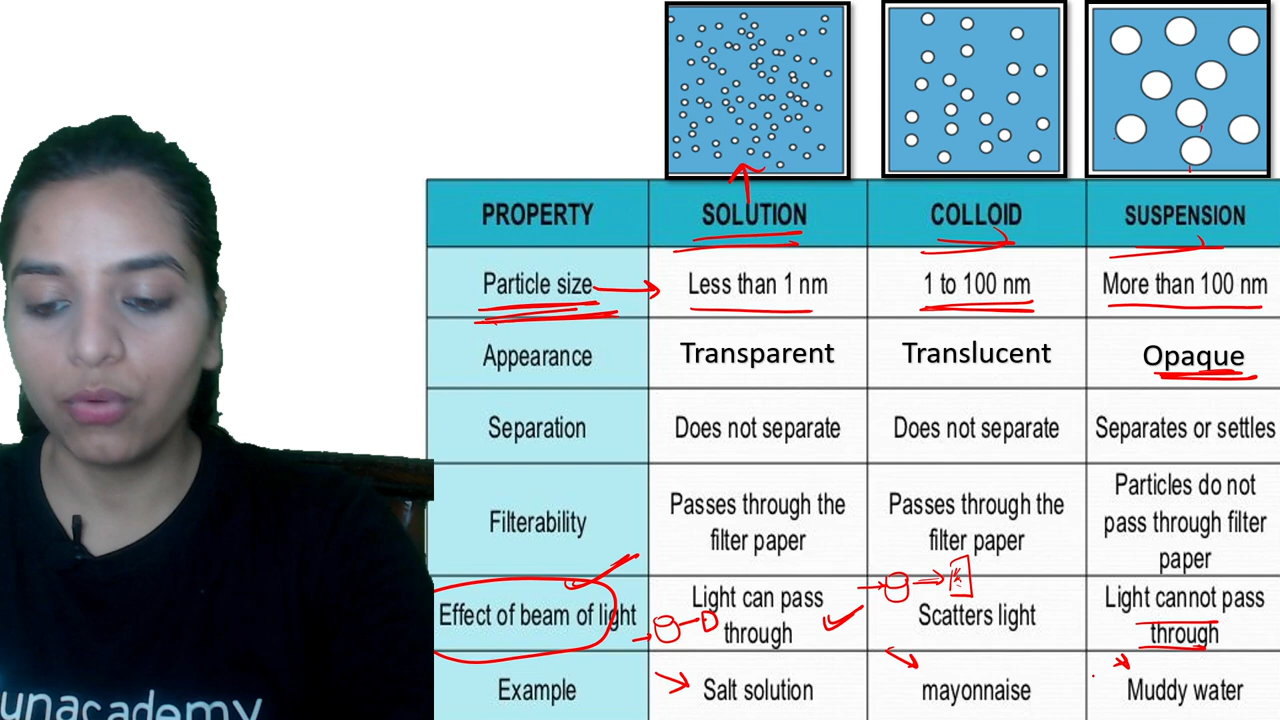 PROPERTY SOLUTION COLLOID SUSPENSION
Particle size Less than 1 nm 1 to 100 nm More than 100 nm
Appearance Transparent Translucent Opaque
Separation Does not separate Does not separate Separates or settles
Filterability Passes through the filter paper Passes through the filter paper Particles do not pass through filter paper
Effect of beam of light Light can pass through Scatters light Light cannot pass through
Example Salt solution mayonnaise Muddy water
unacademy